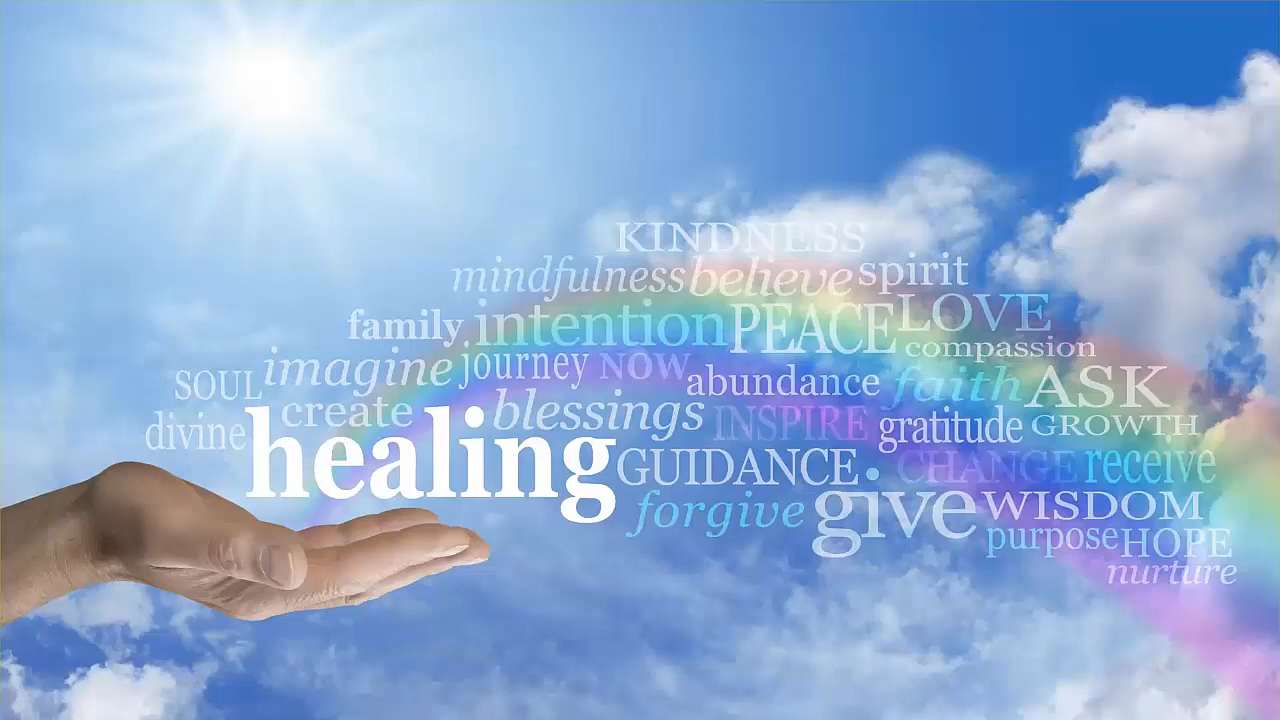 KINDNESS
mindfulness believe spirit
family intention PEACE LOVE
compassion
SOUL imagine journey NOW abundance faith ASK
divine create blessings INSPIRE gratitude GROWTH
healing GUIDANCE CHANGE receive
forgive give WISDOM
purpose HOPE
nurture